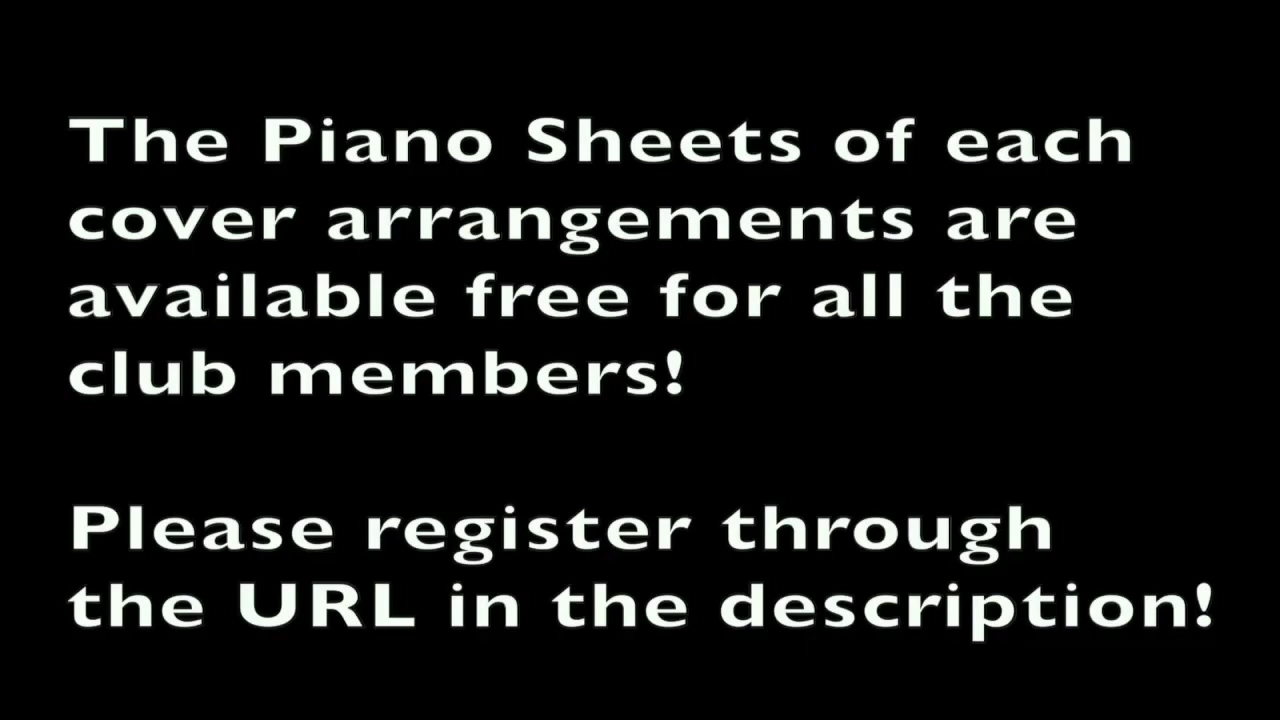 The Piano Sheets of each
cover arrangements are
available free for all the
club members!
Please register through
the URL in the description!